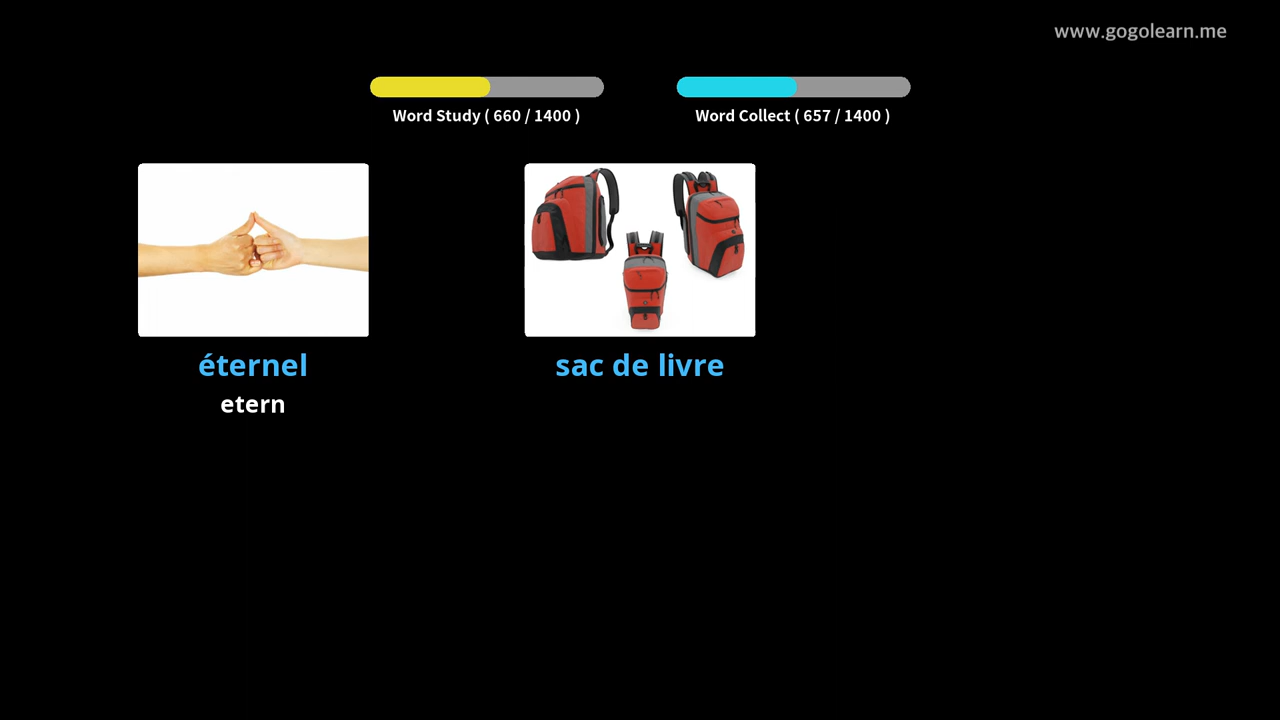 www.gogolearn.me
Word Study ( 660 / 1400 )
Word Collect ( 657 / 1400 )
éternel
etern
sac de livre